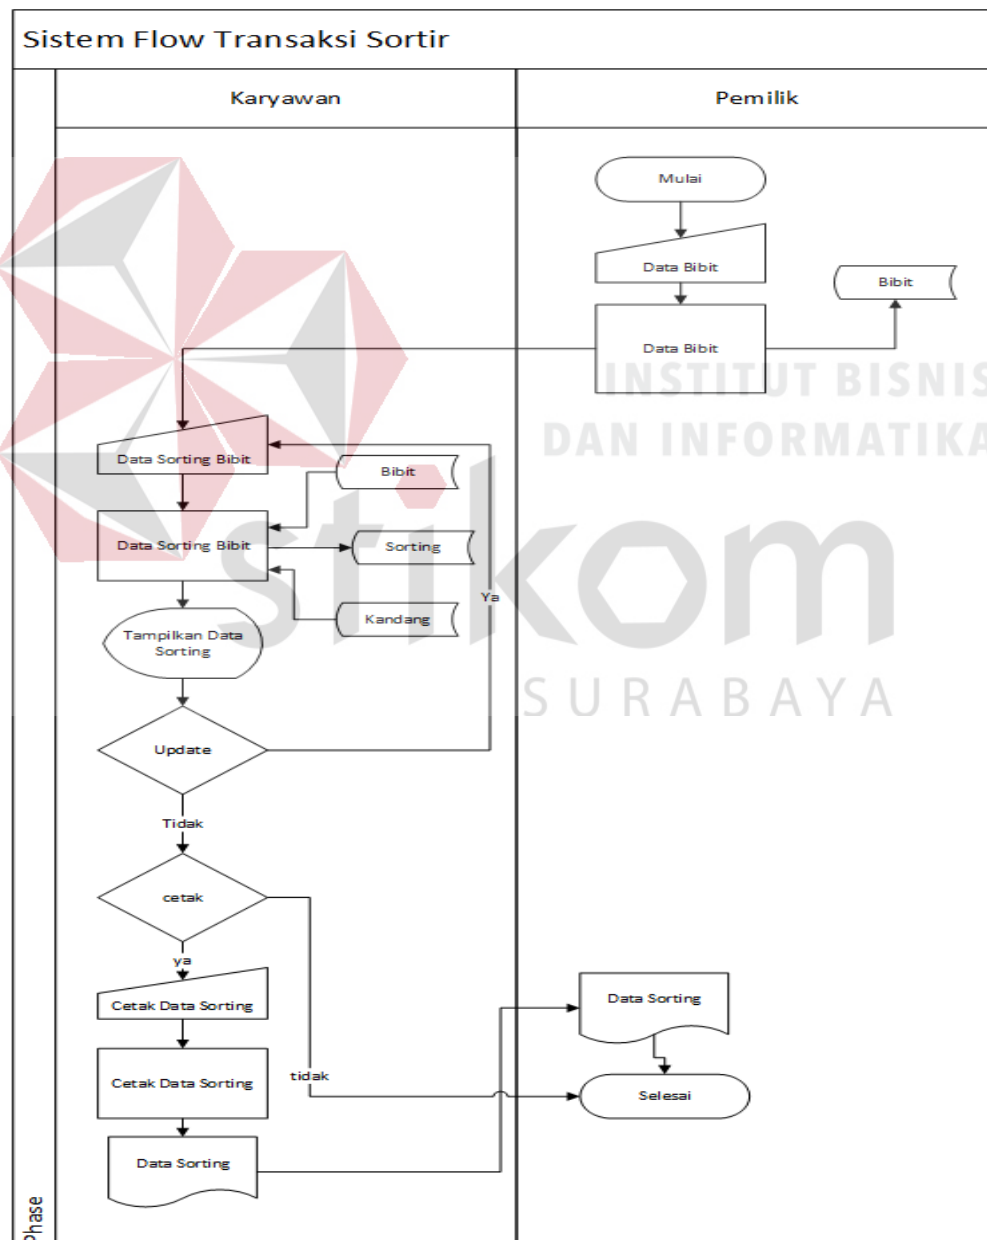 Sistem Flow Transaksi Sortir
Karyawan
Pemilik
Mulai
Data Bibit
Bibit
Data Bibit
INSTITUT BISNIS
DAN INFORMATIKA
Data Sorting Bibit
Bibit
Data Sorting Bibit
Sorting
stikom
Ya
Kandang
Tampilkan Data
Sorting
SURABAYA
Update
Tidak
cetak
ya
Cetak Data Sorting
Data Sorting
Cetak Data Sorting
tidak
Selesai
Data Sorting
Phase